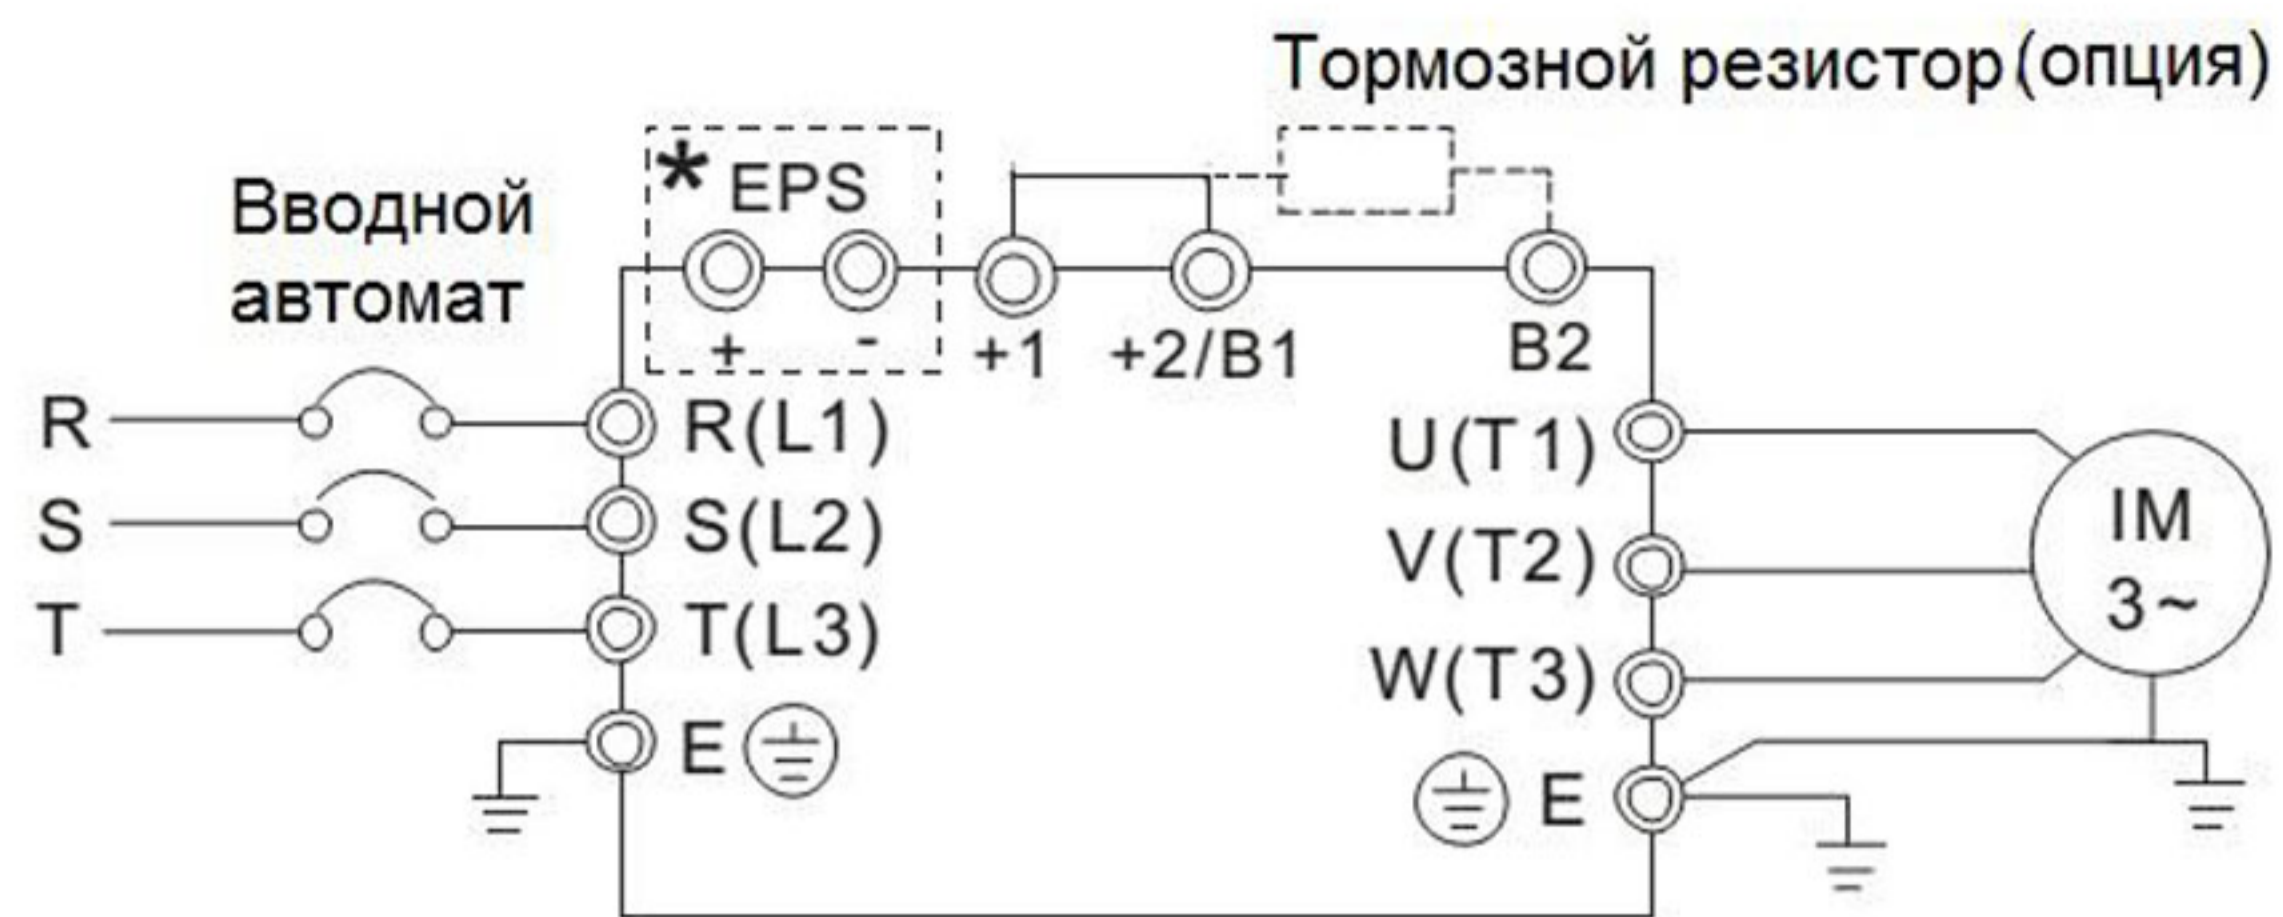 Тормозной резистор(опция)
* EPS
Вводной
автомат
+ -
+1 +2/B1 B2
R R(L1) U(T1)
S S(L2) V(T2) IM
3~
T T(L3) W(T3)
E E